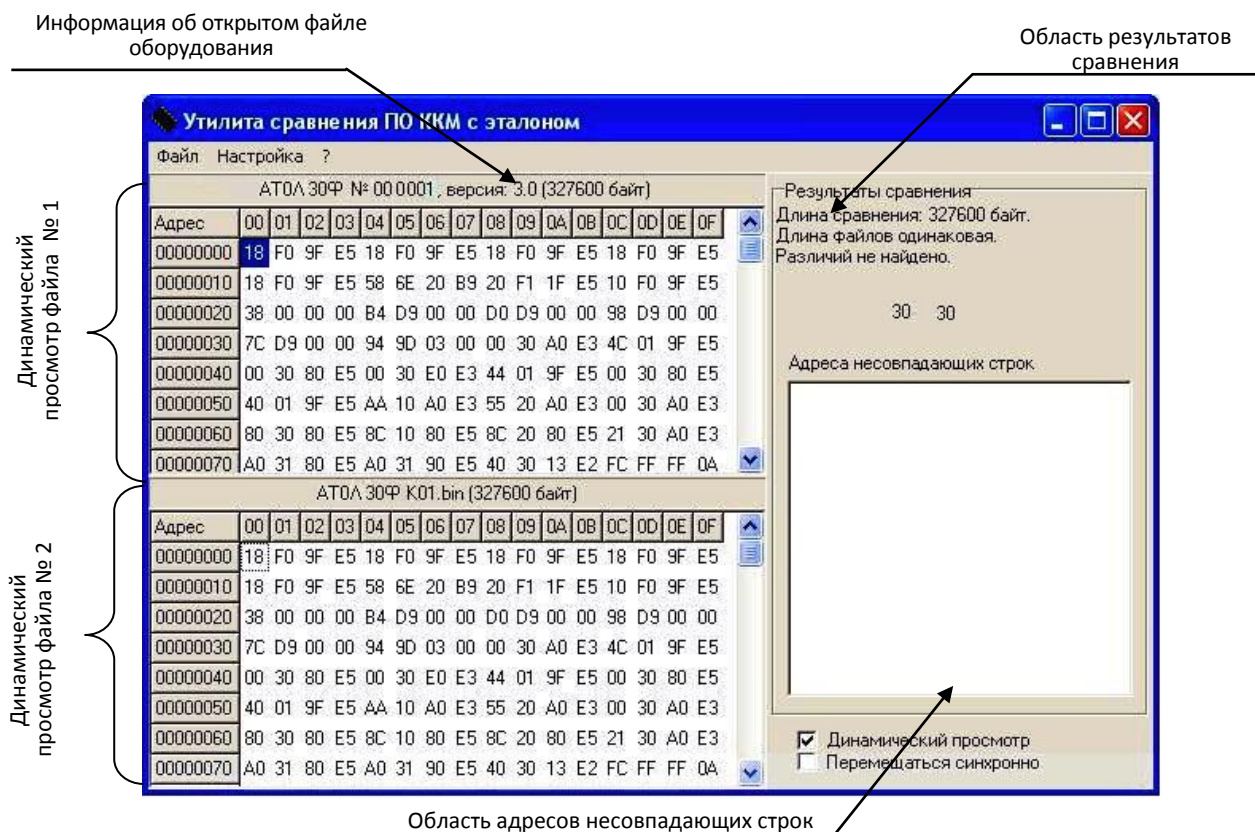 Информация об открытом файле
оборудования
Область результатов
сравнения
Утилита сравнения ПО ККМ с эталоном
Файл Настройка ?
АТОЛ 30Ф № 000001, версия: 3.0 (327600 байт)
Адрес 00 01 02 03 04 05 06 07 08 09 0A 0B 0C 0D 0E 0F
00000000 18 F0 9F E5 18 F0 9F E5 18 F0 9F E5 18 F0 9F E5
00000010 18 F0 9F E5 58 6E 20 B9 20 F1 1F E5 10 F0 9F E5
00000020 38 00 00 00 B4 D9 00 00 D0 D9 00 00 98 D9 00 00
00000030 7C D9 00 00 94 9D 03 00 00 30 A0 E3 4C 01 9F E5
00000040 00 30 80 E5 00 30 E0 E3 44 01 9F E5 00 30 80 E5
00000050 40 01 9F E5 AA 10 A0 E3 55 20 A0 E3 00 30 A0 E3
00000060 80 30 80 E5 8C 10 80 E5 8C 20 80 E5 21 30 A0 E3
00000070 A0 31 80 E5 A0 31 90 E5 40 30 13 E2 FC FF FF 0A
АТОЛ 30Ф K01.bin (327600 байт)
Адрес 00 01 02 03 04 05 06 07 08 09 0A 0B 0C 0D 0E 0F
00000000 18 F0 9F E5 18 F0 9F E5 18 F0 9F E5 18 F0 9F E5
00000010 18 F0 9F E5 58 6E 20 B9 20 F1 1F E5 10 F0 9F E5
00000020 38 00 00 00 B4 D9 00 00 D0 D9 00 00 98 D9 00 00
00000030 7C D9 00 00 94 9D 03 00 00 30 A0 E3 4C 01 9F E5
00000040 00 30 80 E5 00 30 E0 E3 44 01 9F E5 00 30 80 E5
00000050 40 01 9F E5 AA 10 A0 E3 55 20 A0 E3 00 30 A0 E3
00000060 80 30 80 E5 8C 10 80 E5 8C 20 80 E5 21 30 A0 E3
00000070 A0 31 80 E5 A0 31 90 E5 40 30 13 E2 FC FF FF 0A
Результаты сравнения
Длина сравнения: 327600 байт.
Длина файлов одинаковая.
Различий не найдено.
30 30
Адреса несовпадающих строк
Динамический просмотр
Перемещаться синхронно
Динамический
просмотр файла № 1
Динамический
просмотр файла № 2
Область адресов несовпадающих строк